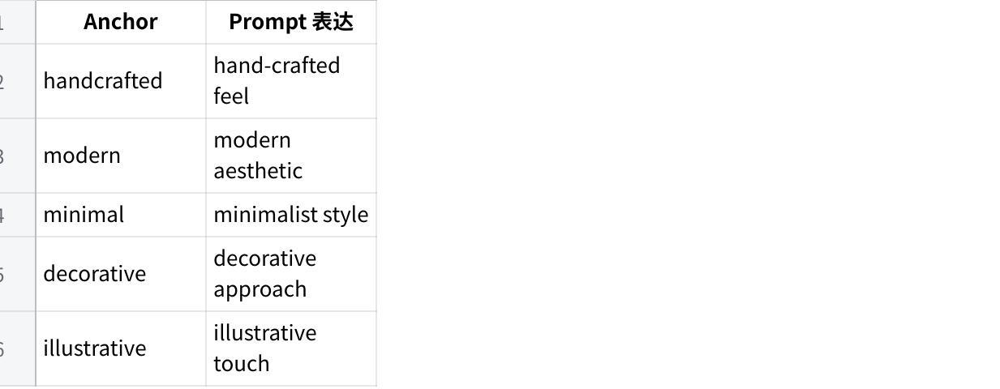 1 Anchor Prompt 表达
2 handcrafted hand-crafted
feel
3 modern modern
aesthetic
4 minimal minimalist style
5 decorative decorative
approach
6 illustrative illustrative
touch